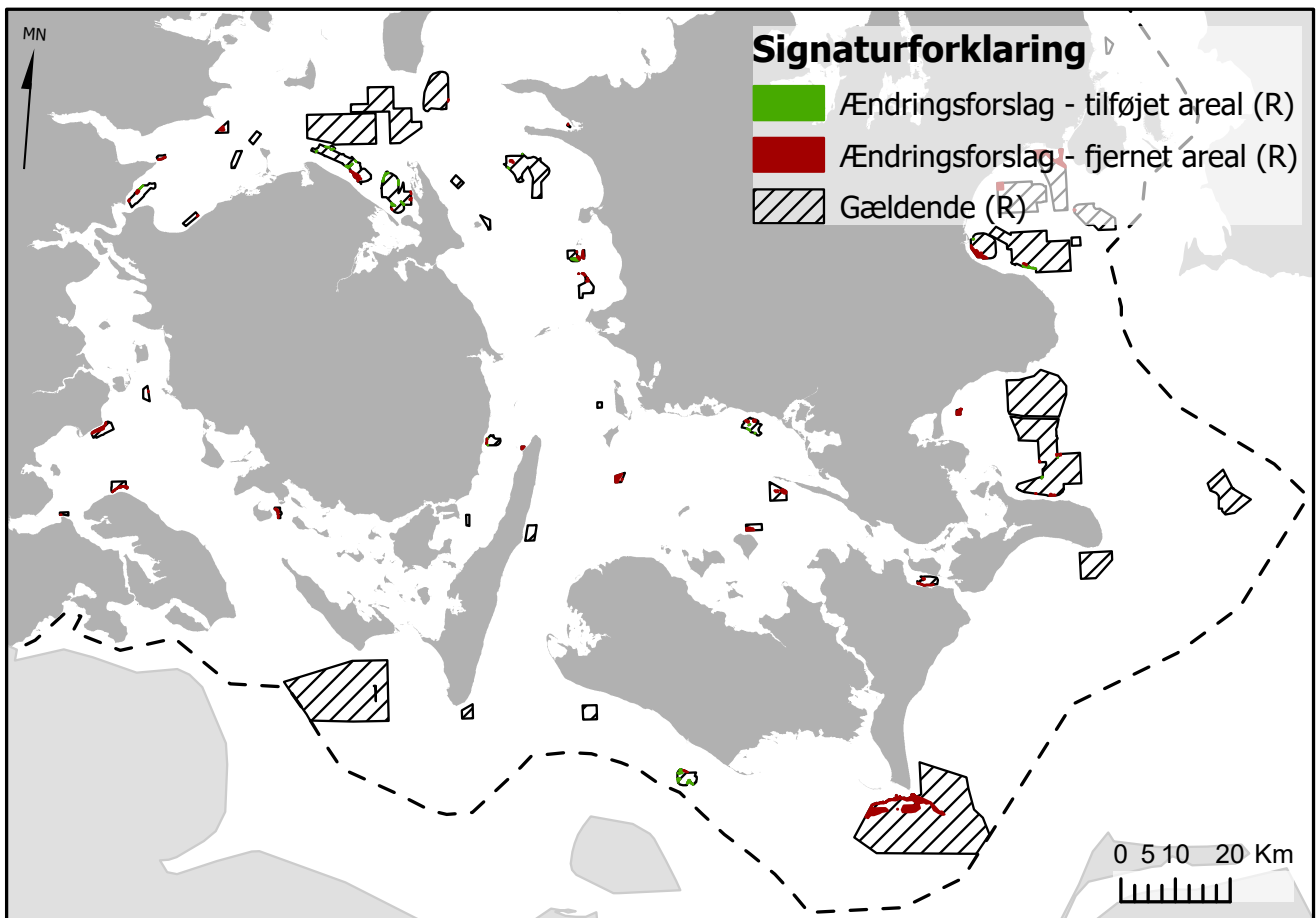 MN
Signaturforklaring
Ændringsforslag - tilføjet areal (R)
Ændringsforslag - fjernet areal (R)
Gældende (R)
0 5 10 20 Km